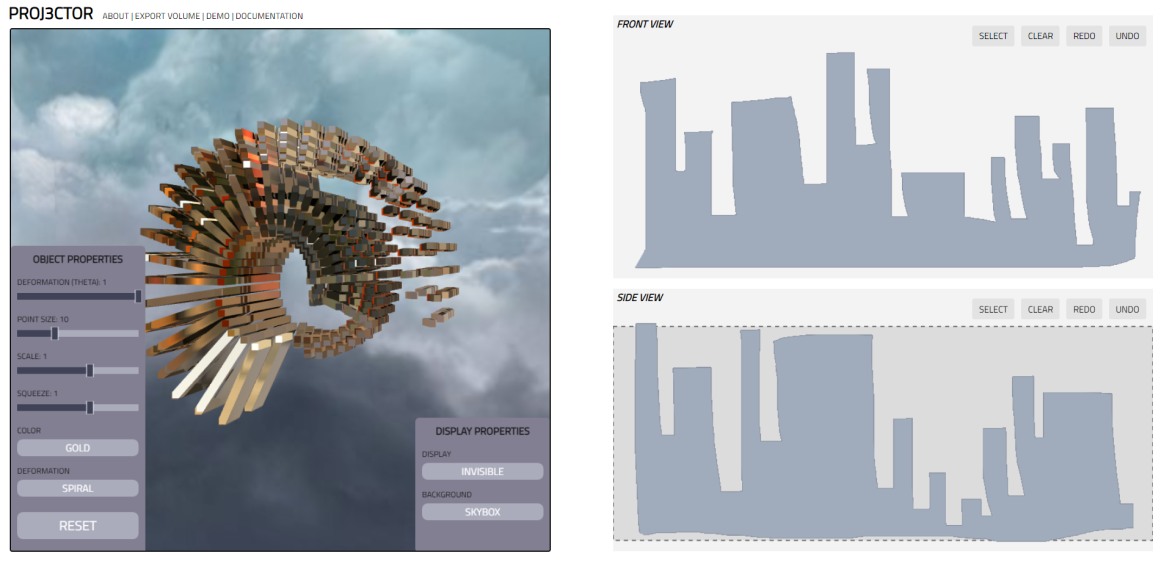 PROJ3CTOR ABOUT | EXPORT VOLUME | DEMO | DOCUMENTATION
OBJECT PROPERTIES
DEFORMATION (THETA): 1
POINT SIZE: 10
SCALE: 1
SQUEEZE: 1
COLOR
GOLD
DEFORMATION
SPIRAL
RESET
DISPLAY PROPERTIES
DISPLAY
INVISIBLE
BACKGROUND
SKYBOX
FRONT VIEW
SELECT CLEAR REDO UNDO
SIDE VIEW
SELECT CLEAR REDO UNDO